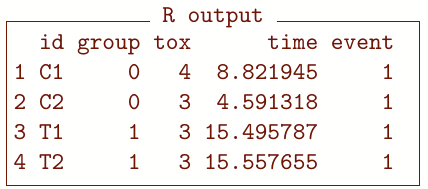 R output
id group tox time event
1 C1 0 4 8.821945 1
2 C2 0 3 4.591318 1
3 T1 1 3 15.495787 1
4 T2 1 3 15.557655 1